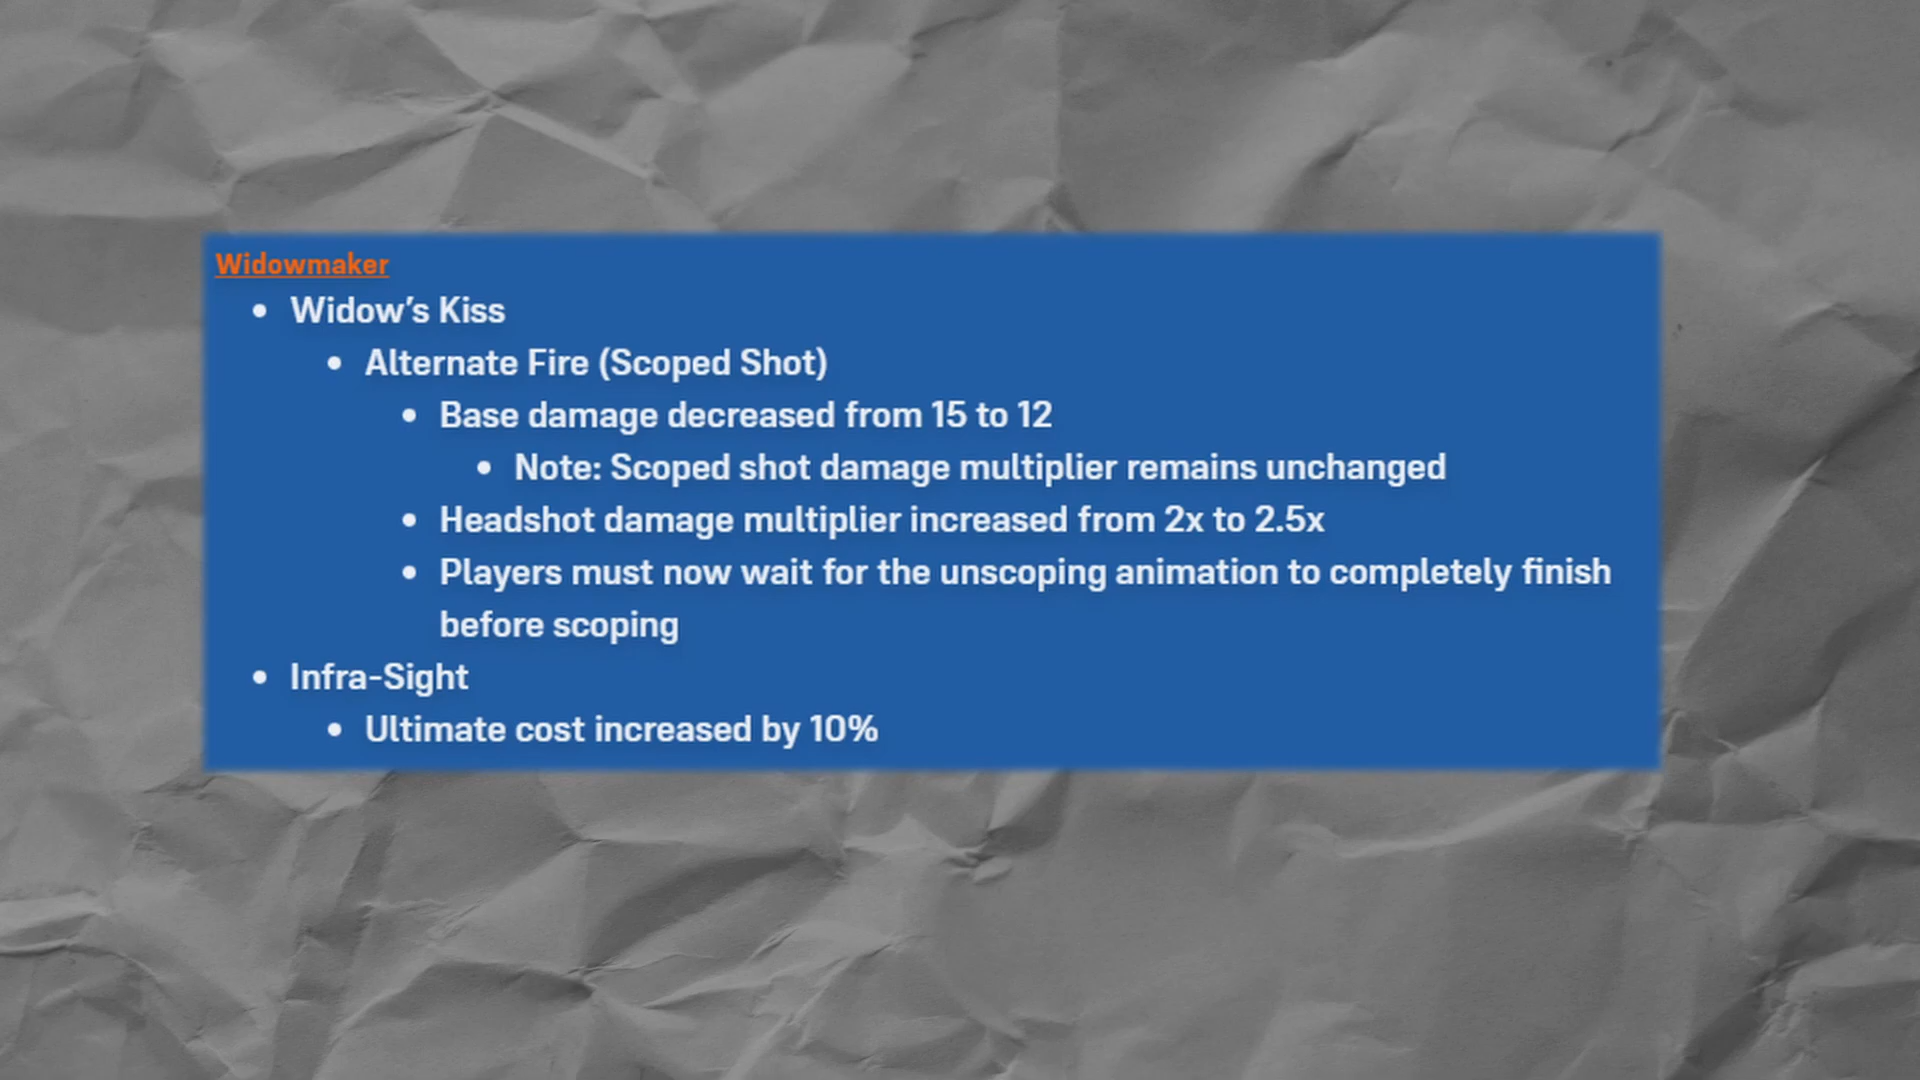 Widowmaker
• Widow’s Kiss
• Alternate Fire (Scoped Shot)
• Base damage decreased from 15 to 12
• Note: Scoped shot damage multiplier remains unchanged
• Headshot damage multiplier increased from 2x to 2.5x
• Players must now wait for the unscoping animation to completely finish
before scoping
• Infra-Sight
• Ultimate cost increased by 10%